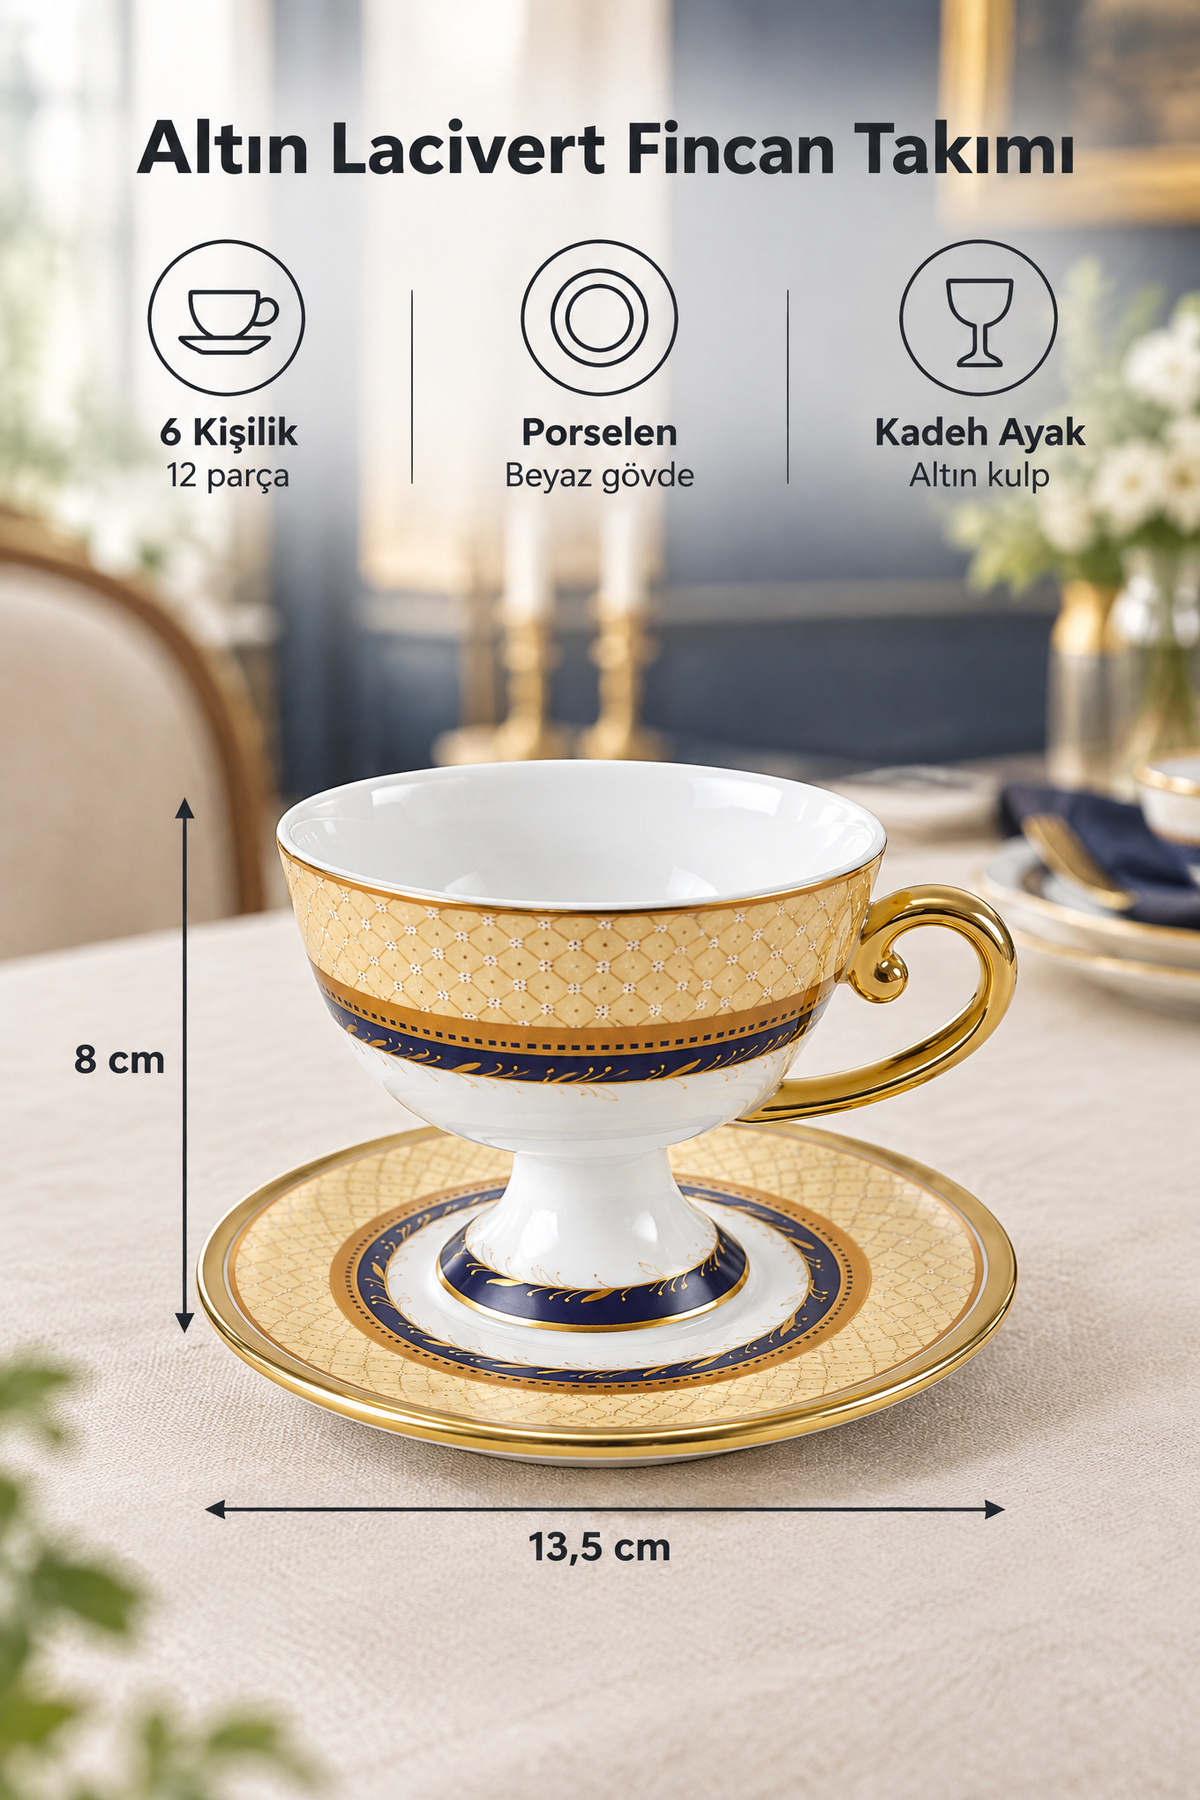 Altın Lacivert Fincan Takımı
6 Kişilik
12 parça
Porselen
Beyaz gövde
Kadeh Ayak
Altın kulp
8 cm
13,5 cm